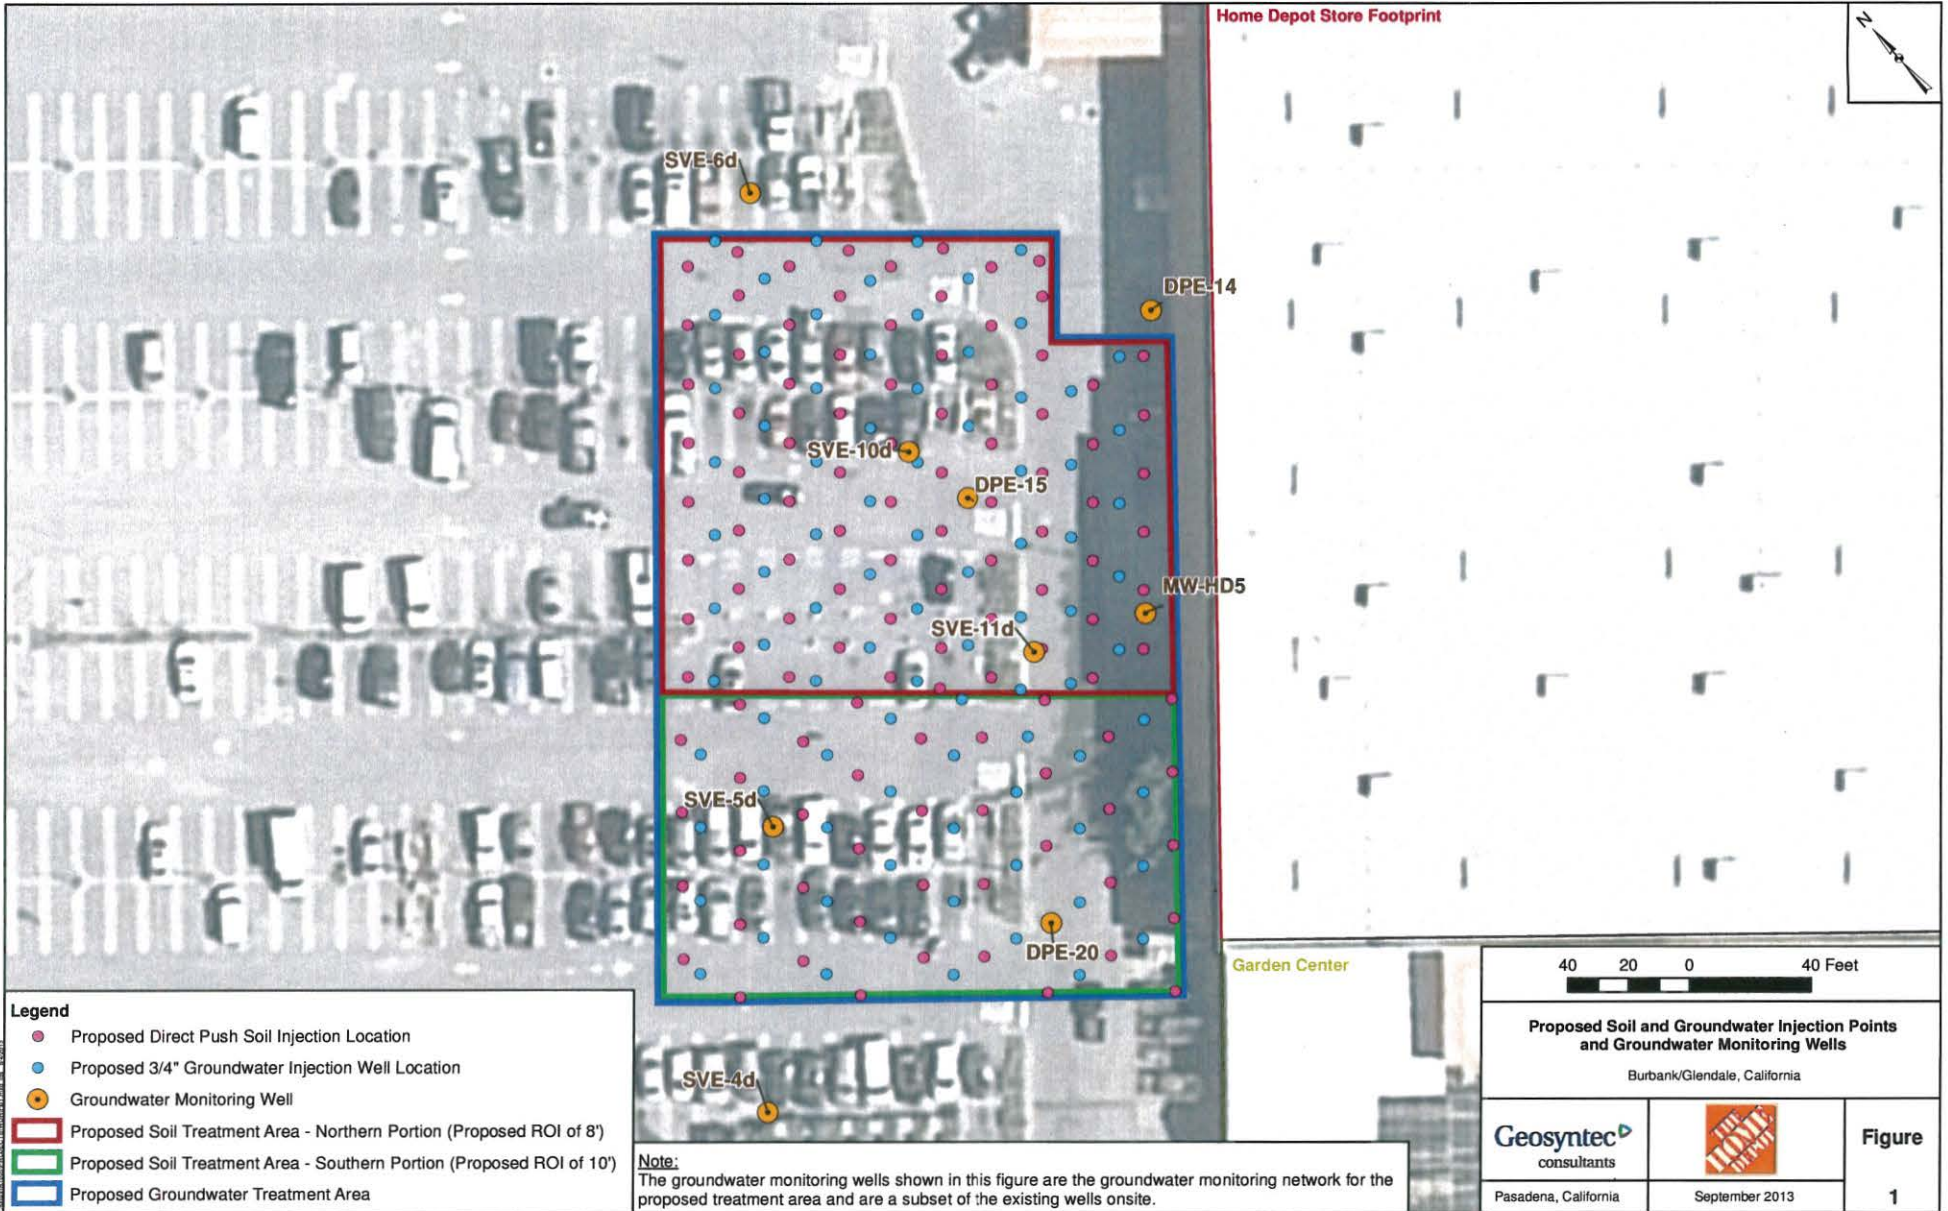 Home Depot Store Footprint
N
SVE-6d
DPE-14
SVE-10d
DPE-15
MW-HD5
SVE-11d
SVE-5d
DPE-20
SVE-4d
Garden Center
Legend
Proposed Direct Push Soil Injection Location
Proposed 3/4" Groundwater Injection Well Location
Groundwater Monitoring Well
Proposed Soil Treatment Area - Northern Portion (Proposed ROI of 8')
Proposed Soil Treatment Area - Southern Portion (Proposed ROI of 10')
Proposed Groundwater Treatment Area
Note:
The groundwater monitoring wells shown in this figure are the groundwater monitoring network for the
proposed treatment area and are a subset of the existing wells onsite.
40 20 0 40 Feet
Proposed Soil and Groundwater Injection Points
and Groundwater Monitoring Wells
Burbank/Glendale, California
Geosyntec
consultants
THE
HOME
DEPOT
Figure
1
Pasadena, California
September 2013